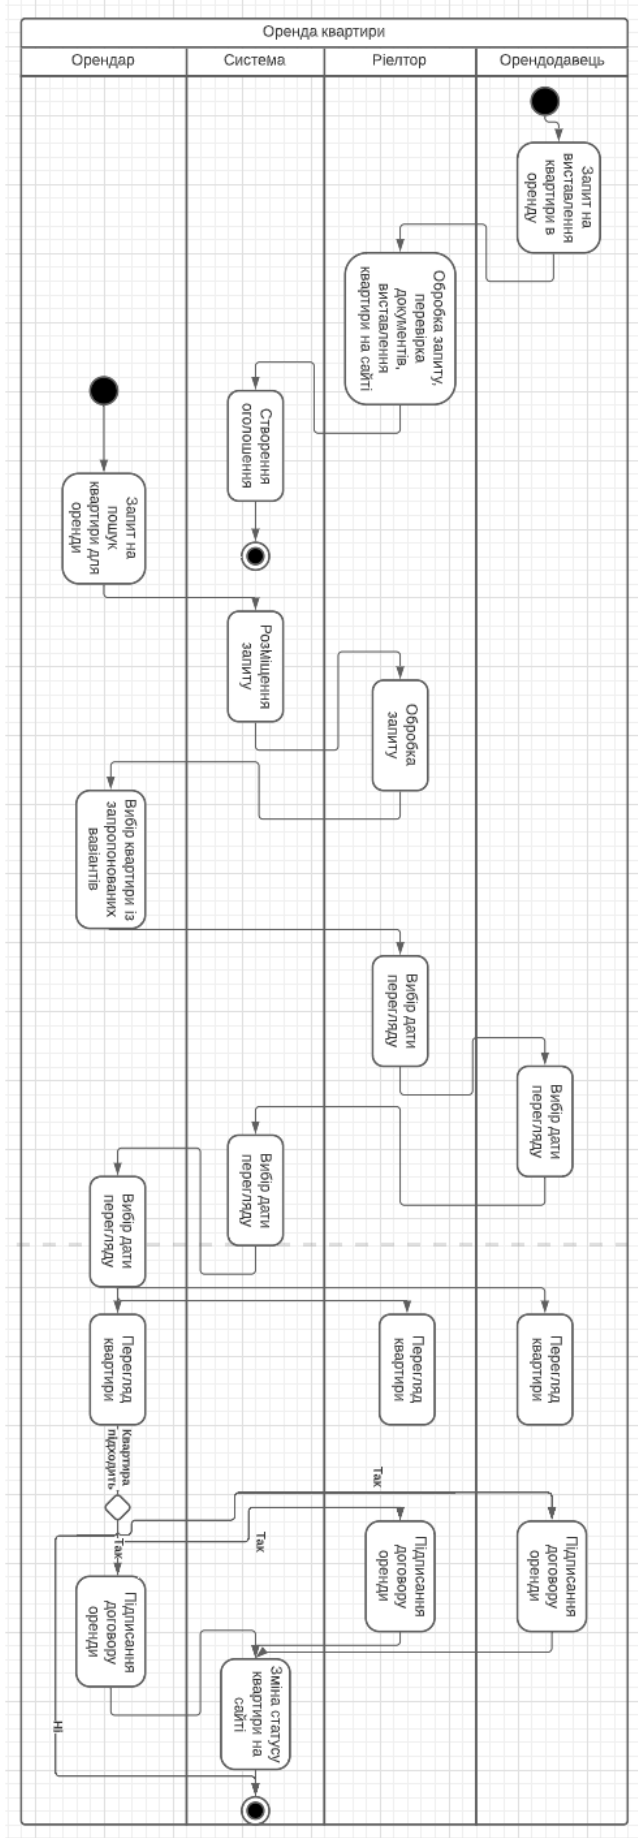 Оренда квартири
Орендар
Система
Ріелтор
Орендодавець
Запит на
виставлення
квартири в
оренду
Обробка запиту,
перевірка
документів,
виставлення
квартири на сайті
Створення
оголошення
Запит на
пошук
квартири для
оренди
Розміщення
запиту
Обробка
запиту
Вибір квартири із
запропонованих
вавіантів
Вибір дати
перегляду
Вибір дати
перегляду
Вибір дати
перегляду
Вибір дати
перегляду
Перегляд
квартири
Перегляд
квартири
Перегляд
квартири
Квартира
підходить
Так
Так
Так
Підписання
договору
оренди
Підписання
договору
оренди
Підписання
договору
оренди
Зміна статусу
квартири на
сайті
Ні